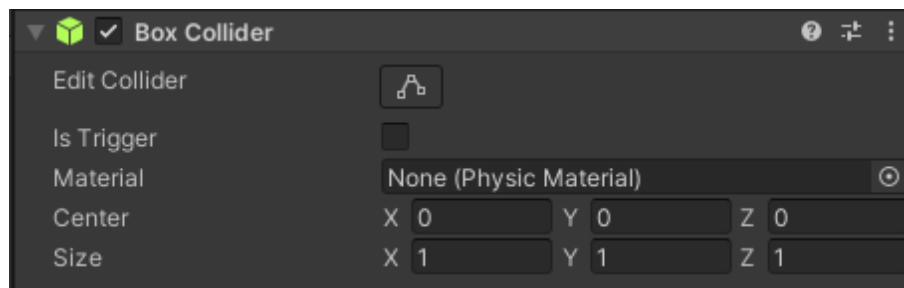 Box Collider
Edit Collider
Is Trigger
Material None (Physic Material)
Center X 0 Y 0 Z 0
Size X 1 Y 1 Z 1